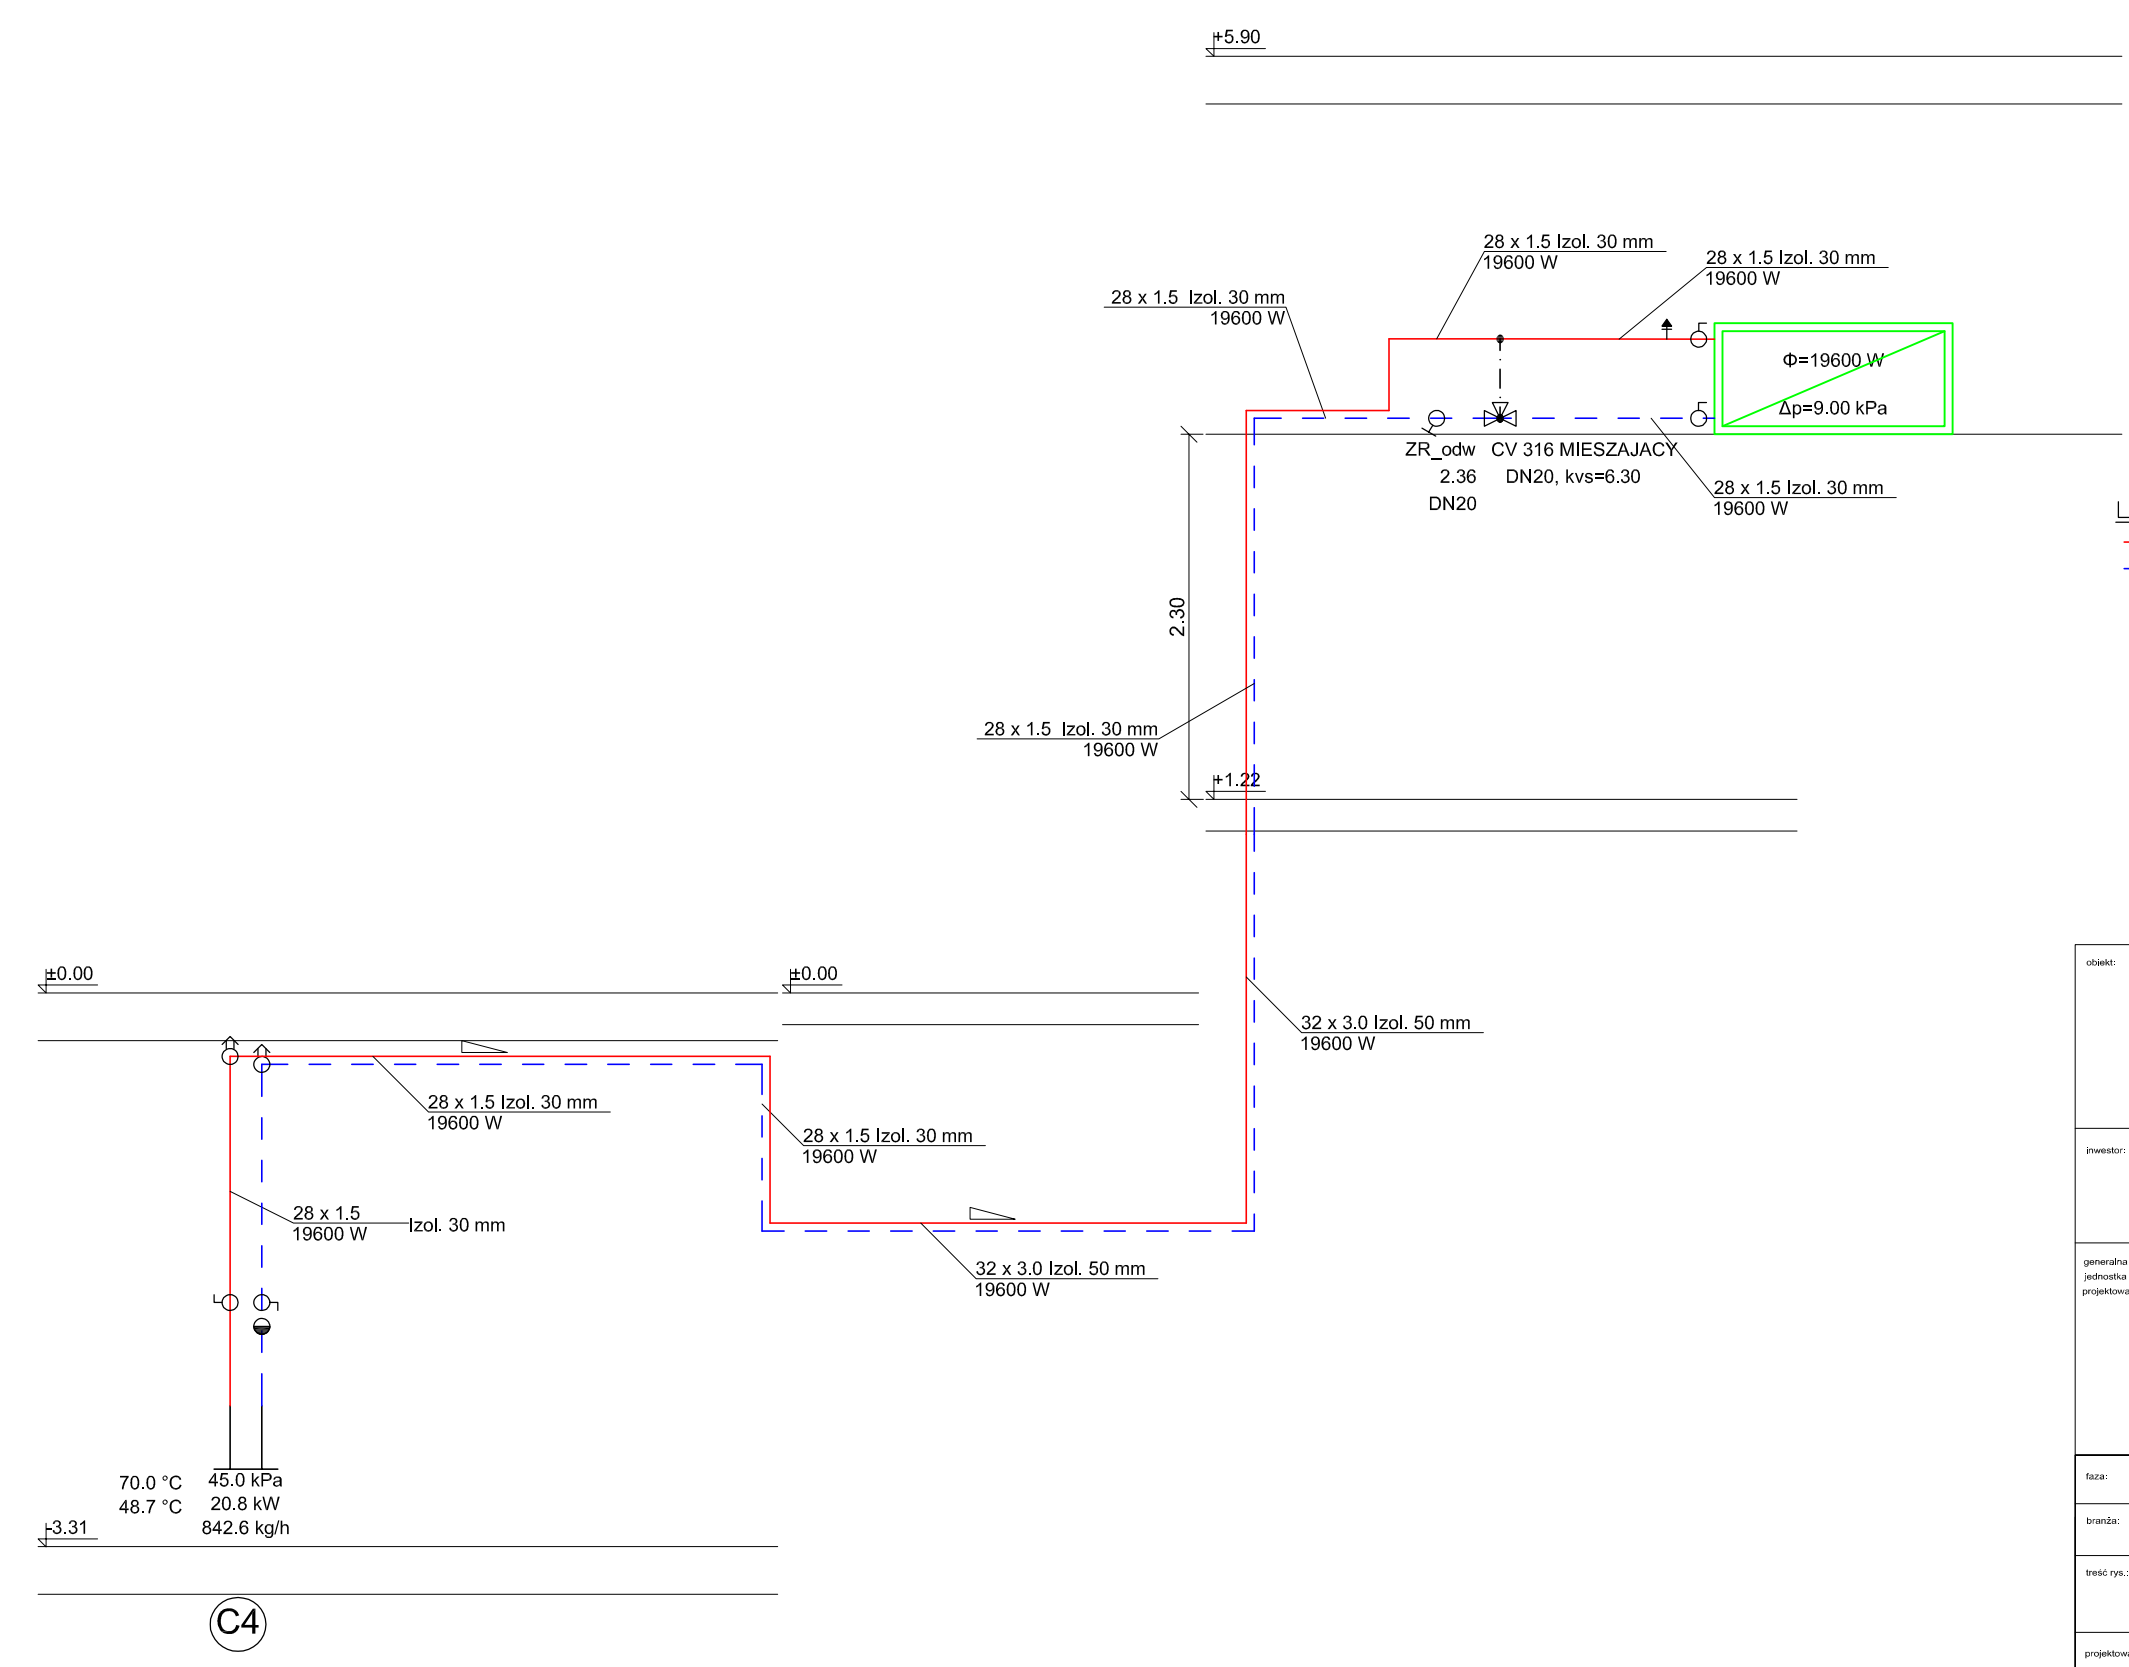 +5.90
28 x 1.5 Izol. 30 mm
19600 W
28 x 1.5 Izol. 30 mm
19600 W
28 x 1.5 Izol. 30 mm
19600 W
Φ=19600 W
Δp=9.00 kPa
ZR_odw
2.36
DN20
CV 316 MIESZAJACY
DN20, kvs=6.30
28 x 1.5 Izol. 30 mm
19600 W
2.30
28 x 1.5 Izol. 30 mm
19600 W
+1.22
±0.00
±0.00
32 x 3.0 Izol. 50 mm
19600 W
28 x 1.5 Izol. 30 mm
19600 W
28 x 1.5 Izol. 30 mm
19600 W
28 x 1.5
19600 W
Izol. 30 mm
32 x 3.0 Izol. 50 mm
19600 W
70.0 °C
48.7 °C
45.0 kPa
20.8 kW
842.6 kg/h
-3.31
C4
obiekt:
inwestor:
generalna
jednostka
projektowa
faza:
branża:
treść rys.:
projektowa